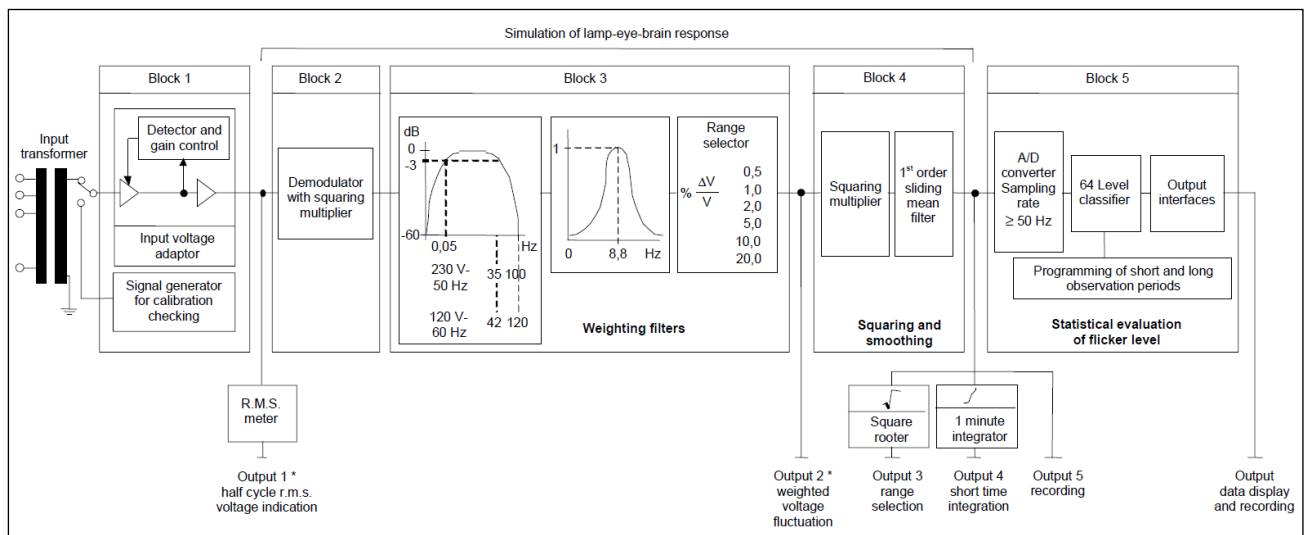 Simulation of lamp-eye-brain response
Block 1
Block 2
Block 3
Block 4
Block 5
Input
transformer
Detector and
gain control
Input voltage
adaptor
Signal generator
for calibration
checking
Demodulator
with squaring
multiplier
dB
0
-3
-60
0,05
Hz
230 V-
50 Hz
35 100
120 V-
60 Hz
42 120
1
0
8,8
Hz
Weighting filters
Range
selector
% ΔV
V
0,5
1,0
2,0
5,0
10,0
20,0
Squaring
multiplier
1st order
sliding
mean
filter
Squaring and
smoothing
A/D
converter
Sampling
rate
≥ 50 Hz
64 Level
classifier
Output
interfaces
Programming of short and long
observation periods
Statistical evaluation
of flicker level
R.M.S.
meter
√
Square
rooter
∫
1 minute
integrator
Output 1 *
half cycle r.m.s.
voltage indication
Output 2 *
weighted
voltage
fluctuation
Output 3
range
selection
Output 4
short time
integration
Output 5
recording
Output
data display
and recording